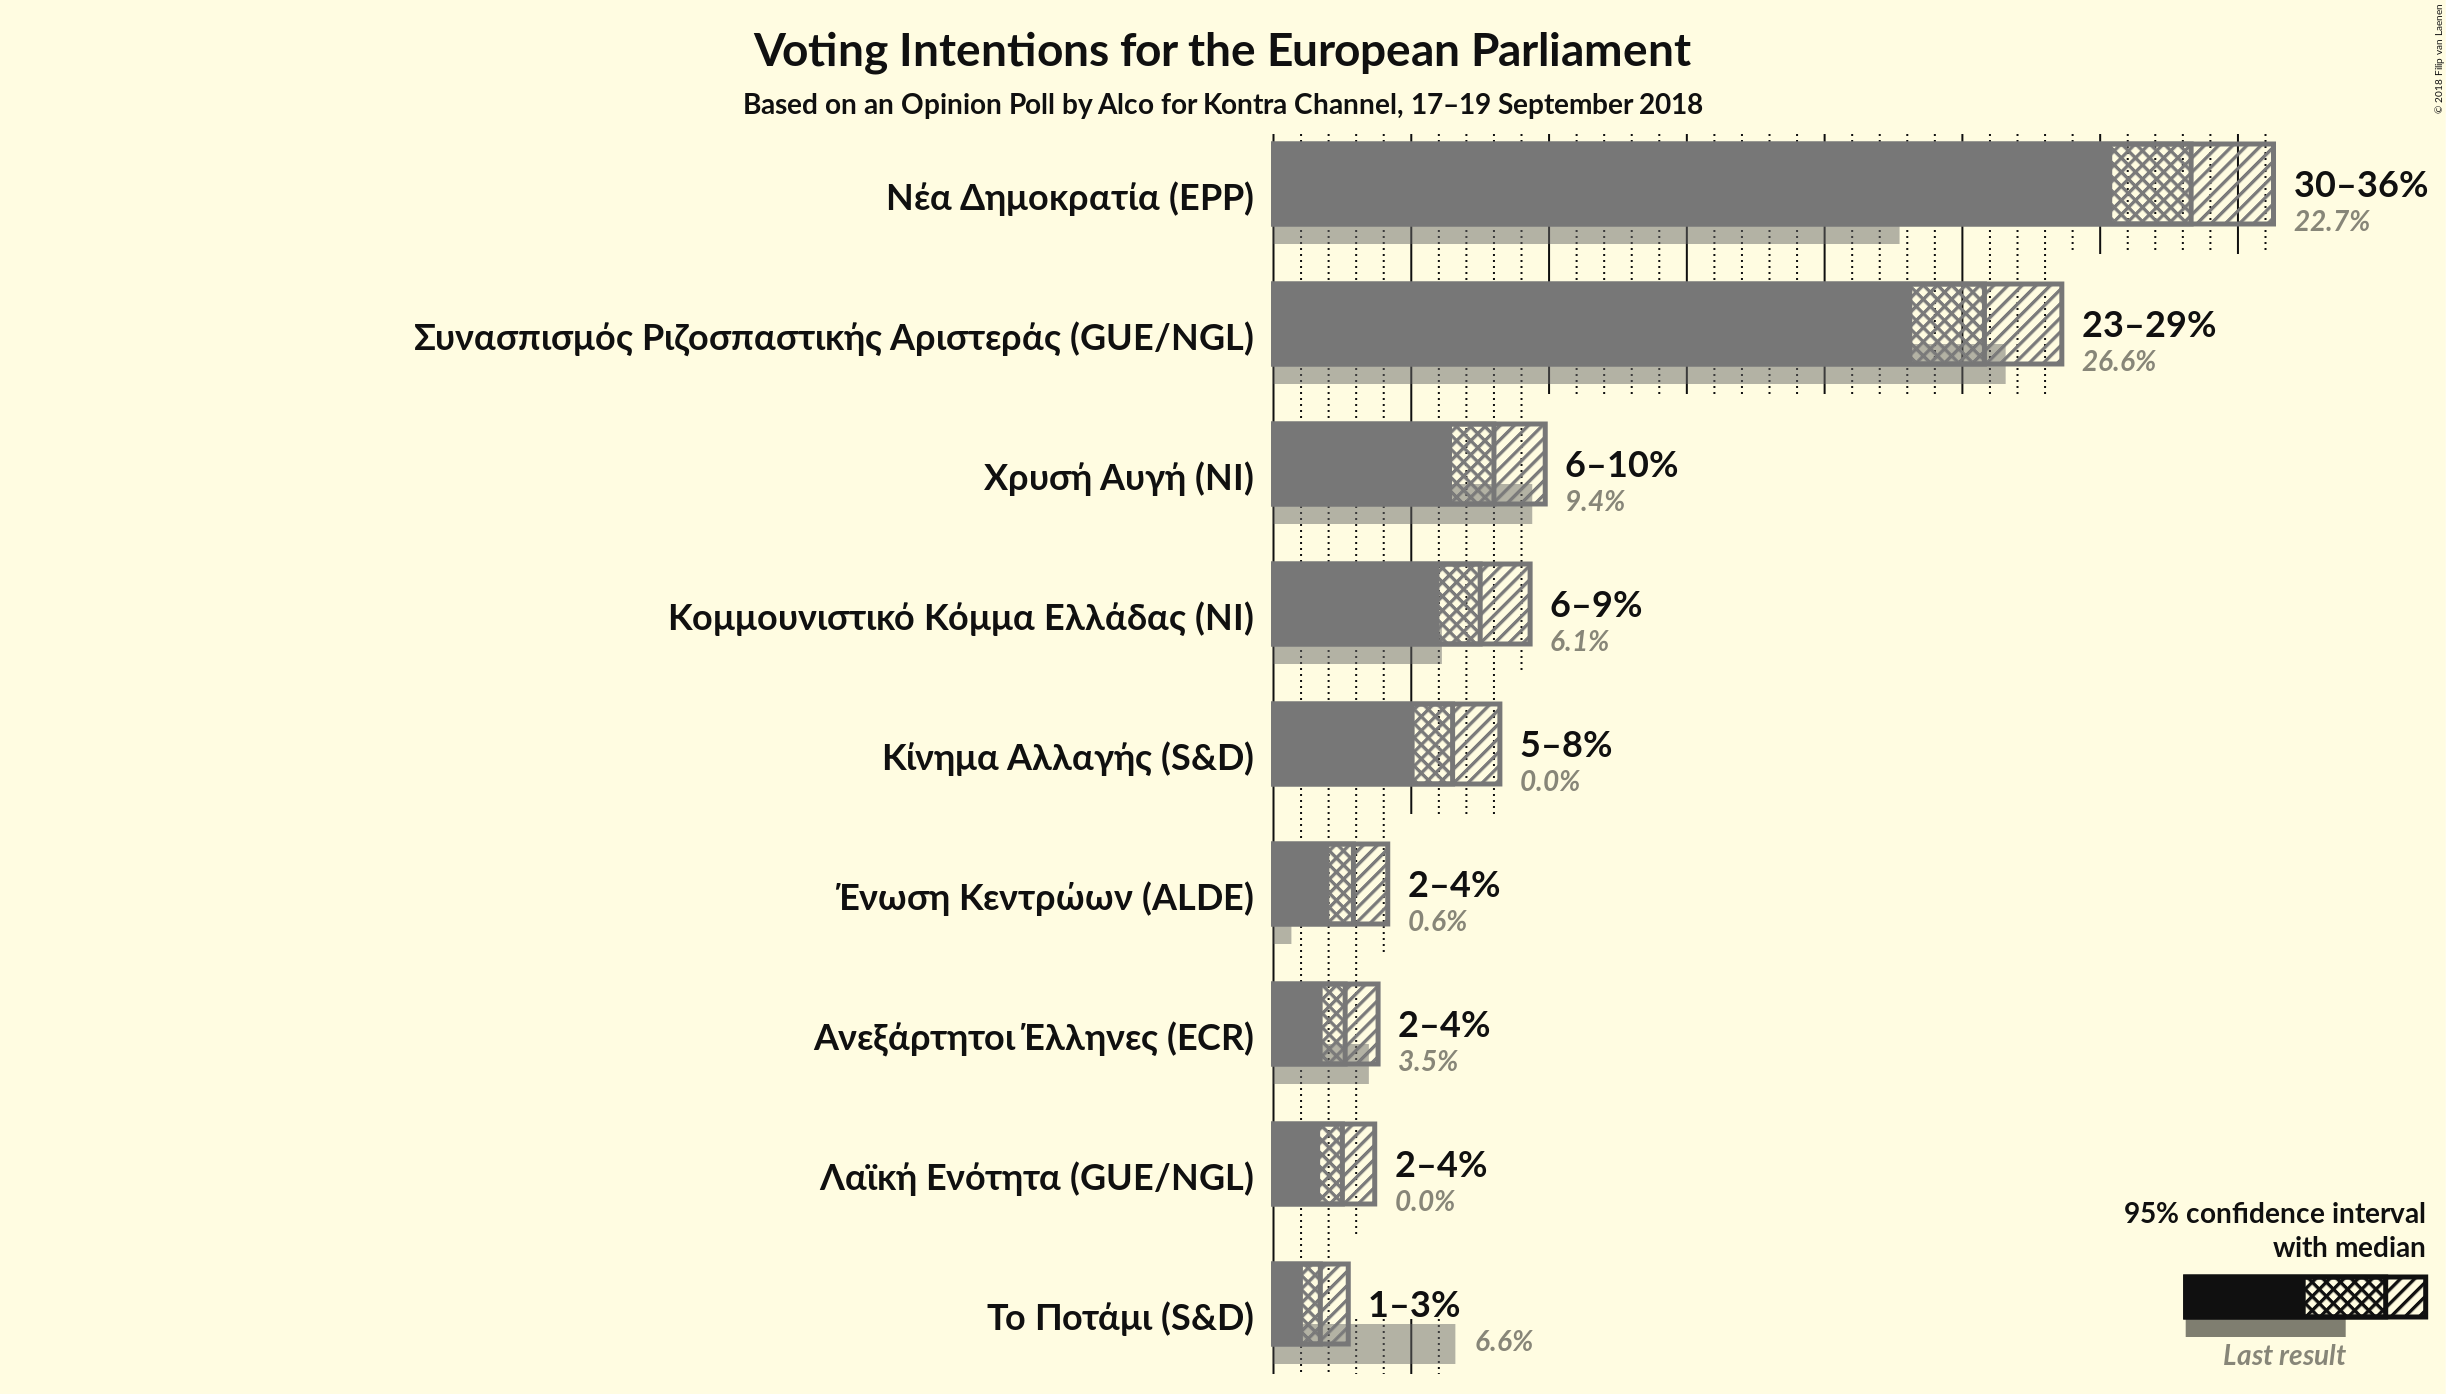 Voting Intentions for the European Parliament
Based on an Opinion Poll by Alco for Kontra Channel, 17–19 September 2018
© 2018 Filip van Laenen
Νέα Δημοκρατία (EPP)
30–36%
22.7%
Συνασπισμός Ριζοσπαστικής Αριστεράς (GUE/NGL)
23–29%
26.6%
Χρυσή Αυγή (NI)
6–10%
9.4%
Κομμουνιστικό Κόμμα Ελλάδας (NI)
6–9%
6.1%
Κίνημα Αλλαγής (S&D)
5–8%
0.0%
Ένωση Κεντρώων (ALDE)
2–4%
0.6%
Ανεξάρτητοι Έλληνες (ECR)
2–4%
3.5%
Λαϊκή Ενότητα (GUE/NGL)
2–4%
0.0%
Το Ποτάμι (S&D)
1–3%
6.6%
95% confidence interval
with median
Last result